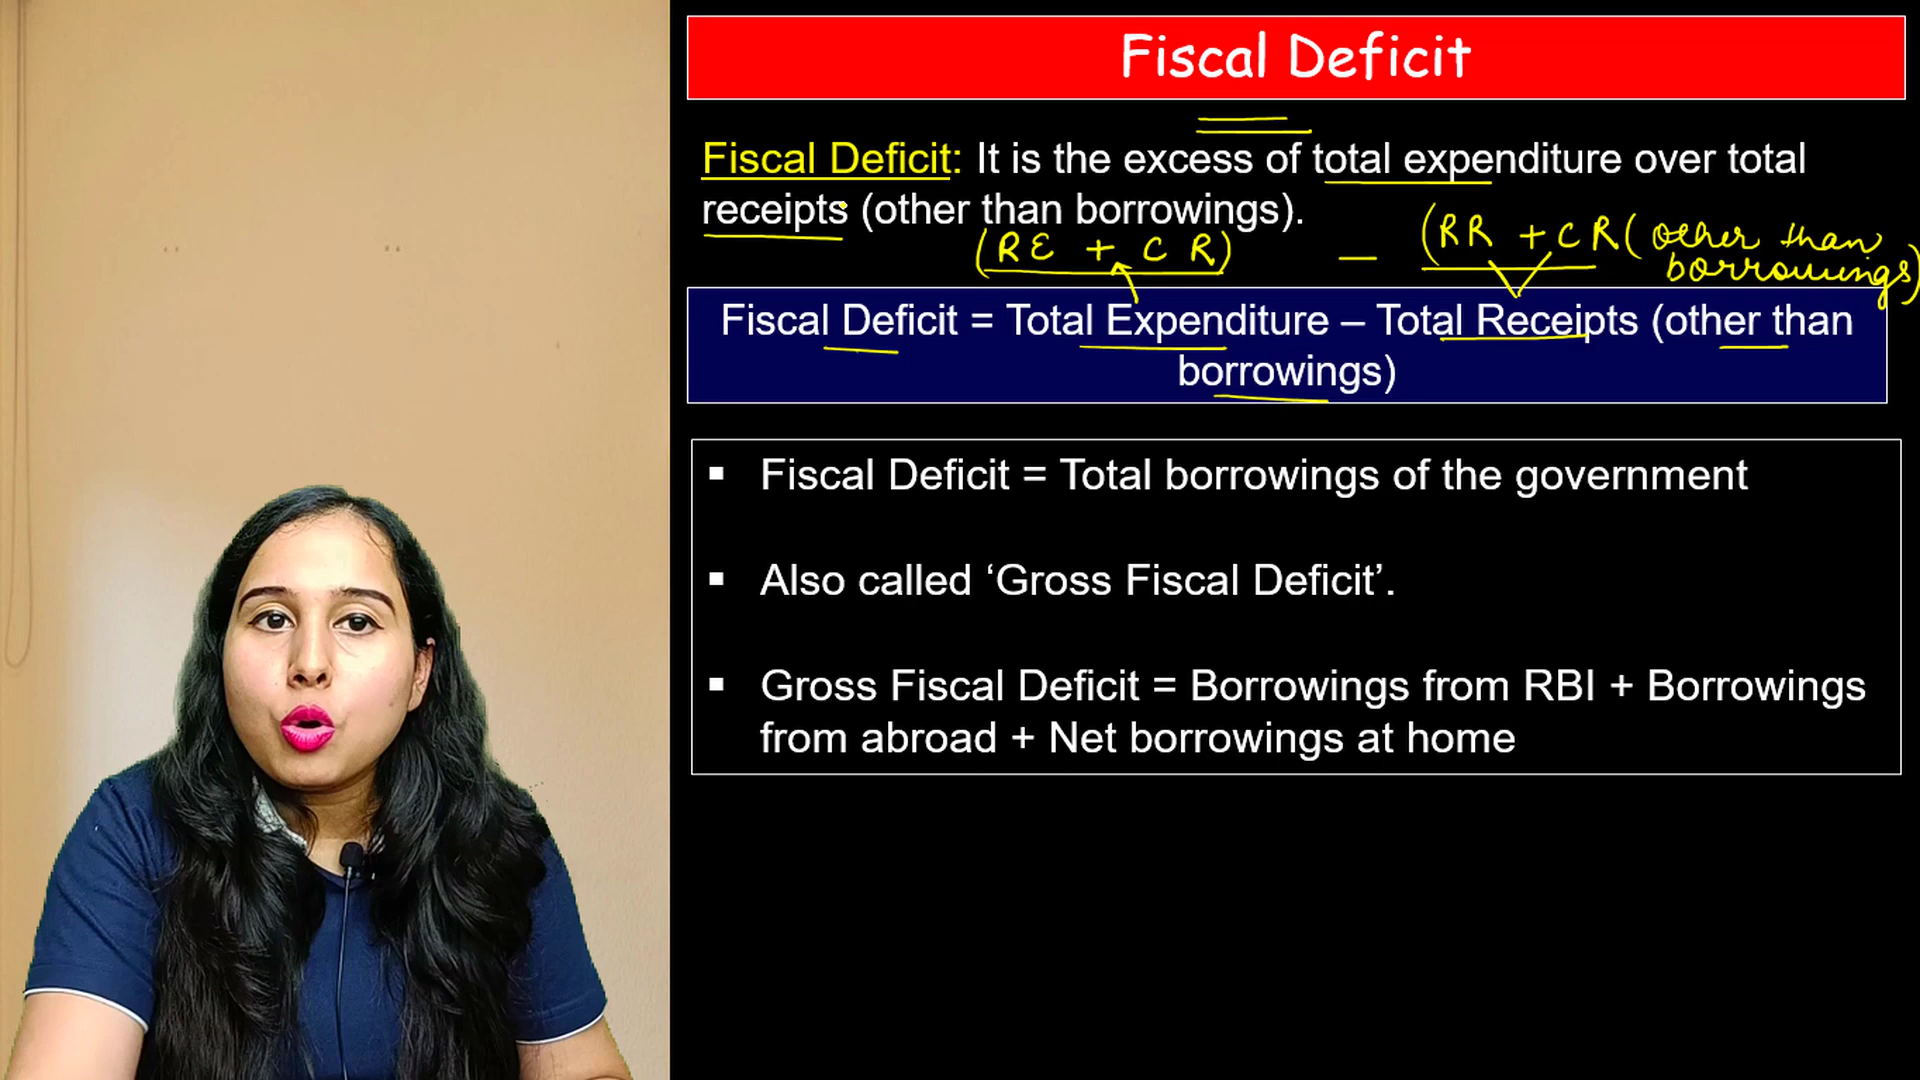 Fiscal Deficit
Fiscal Deficit: It is the excess of total expenditure over total
receipts (other than borrowings).
(RE + CR) – (RR + CR (other than
borrowings)
Fiscal Deficit = Total Expenditure – Total Receipts (other than
borrowings)
▪ Fiscal Deficit = Total borrowings of the government
▪ Also called ‘Gross Fiscal Deficit’.
▪ Gross Fiscal Deficit = Borrowings from RBI + Borrowings
from abroad + Net borrowings at home